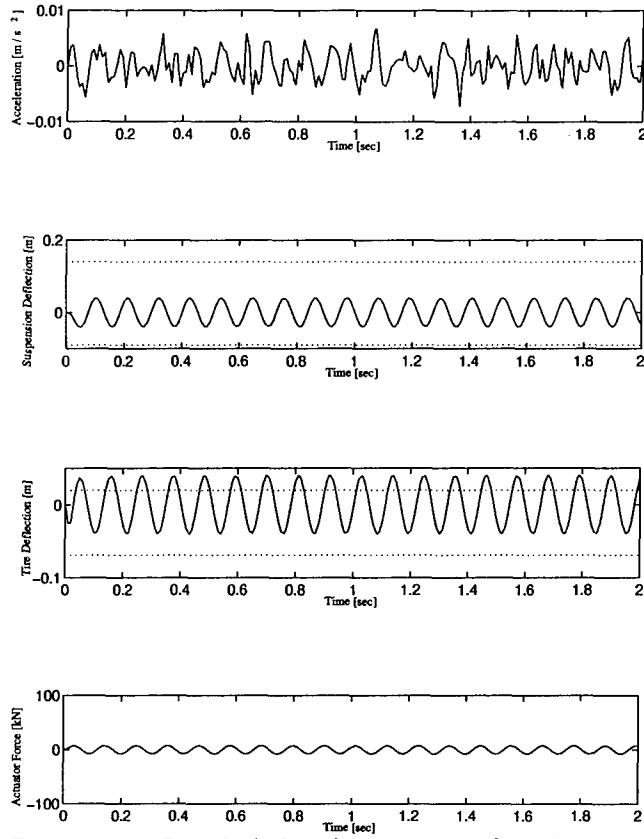 0.01
0
-0.01
Acceleration [m / s 2 ]
0 0.2 0.4 0.6 0.8 1 1.2 1.4 1.6 1.8 2
Time [sec]
0.2
0
Suspension Deflection [m]
0 0.2 0.4 0.6 0.8 1 1.2 1.4 1.6 1.8 2
Time [sec]
0
-0.1
Tire Deflection [m]
0 0.2 0.4 0.6 0.8 1 1.2 1.4 1.6 1.8 2
Time [sec]
100
0
-100
Actuator Force [kN]
0 0.2 0.4 0.6 0.8 1 1.2 1.4 1.6 1.8 2
Time [sec]